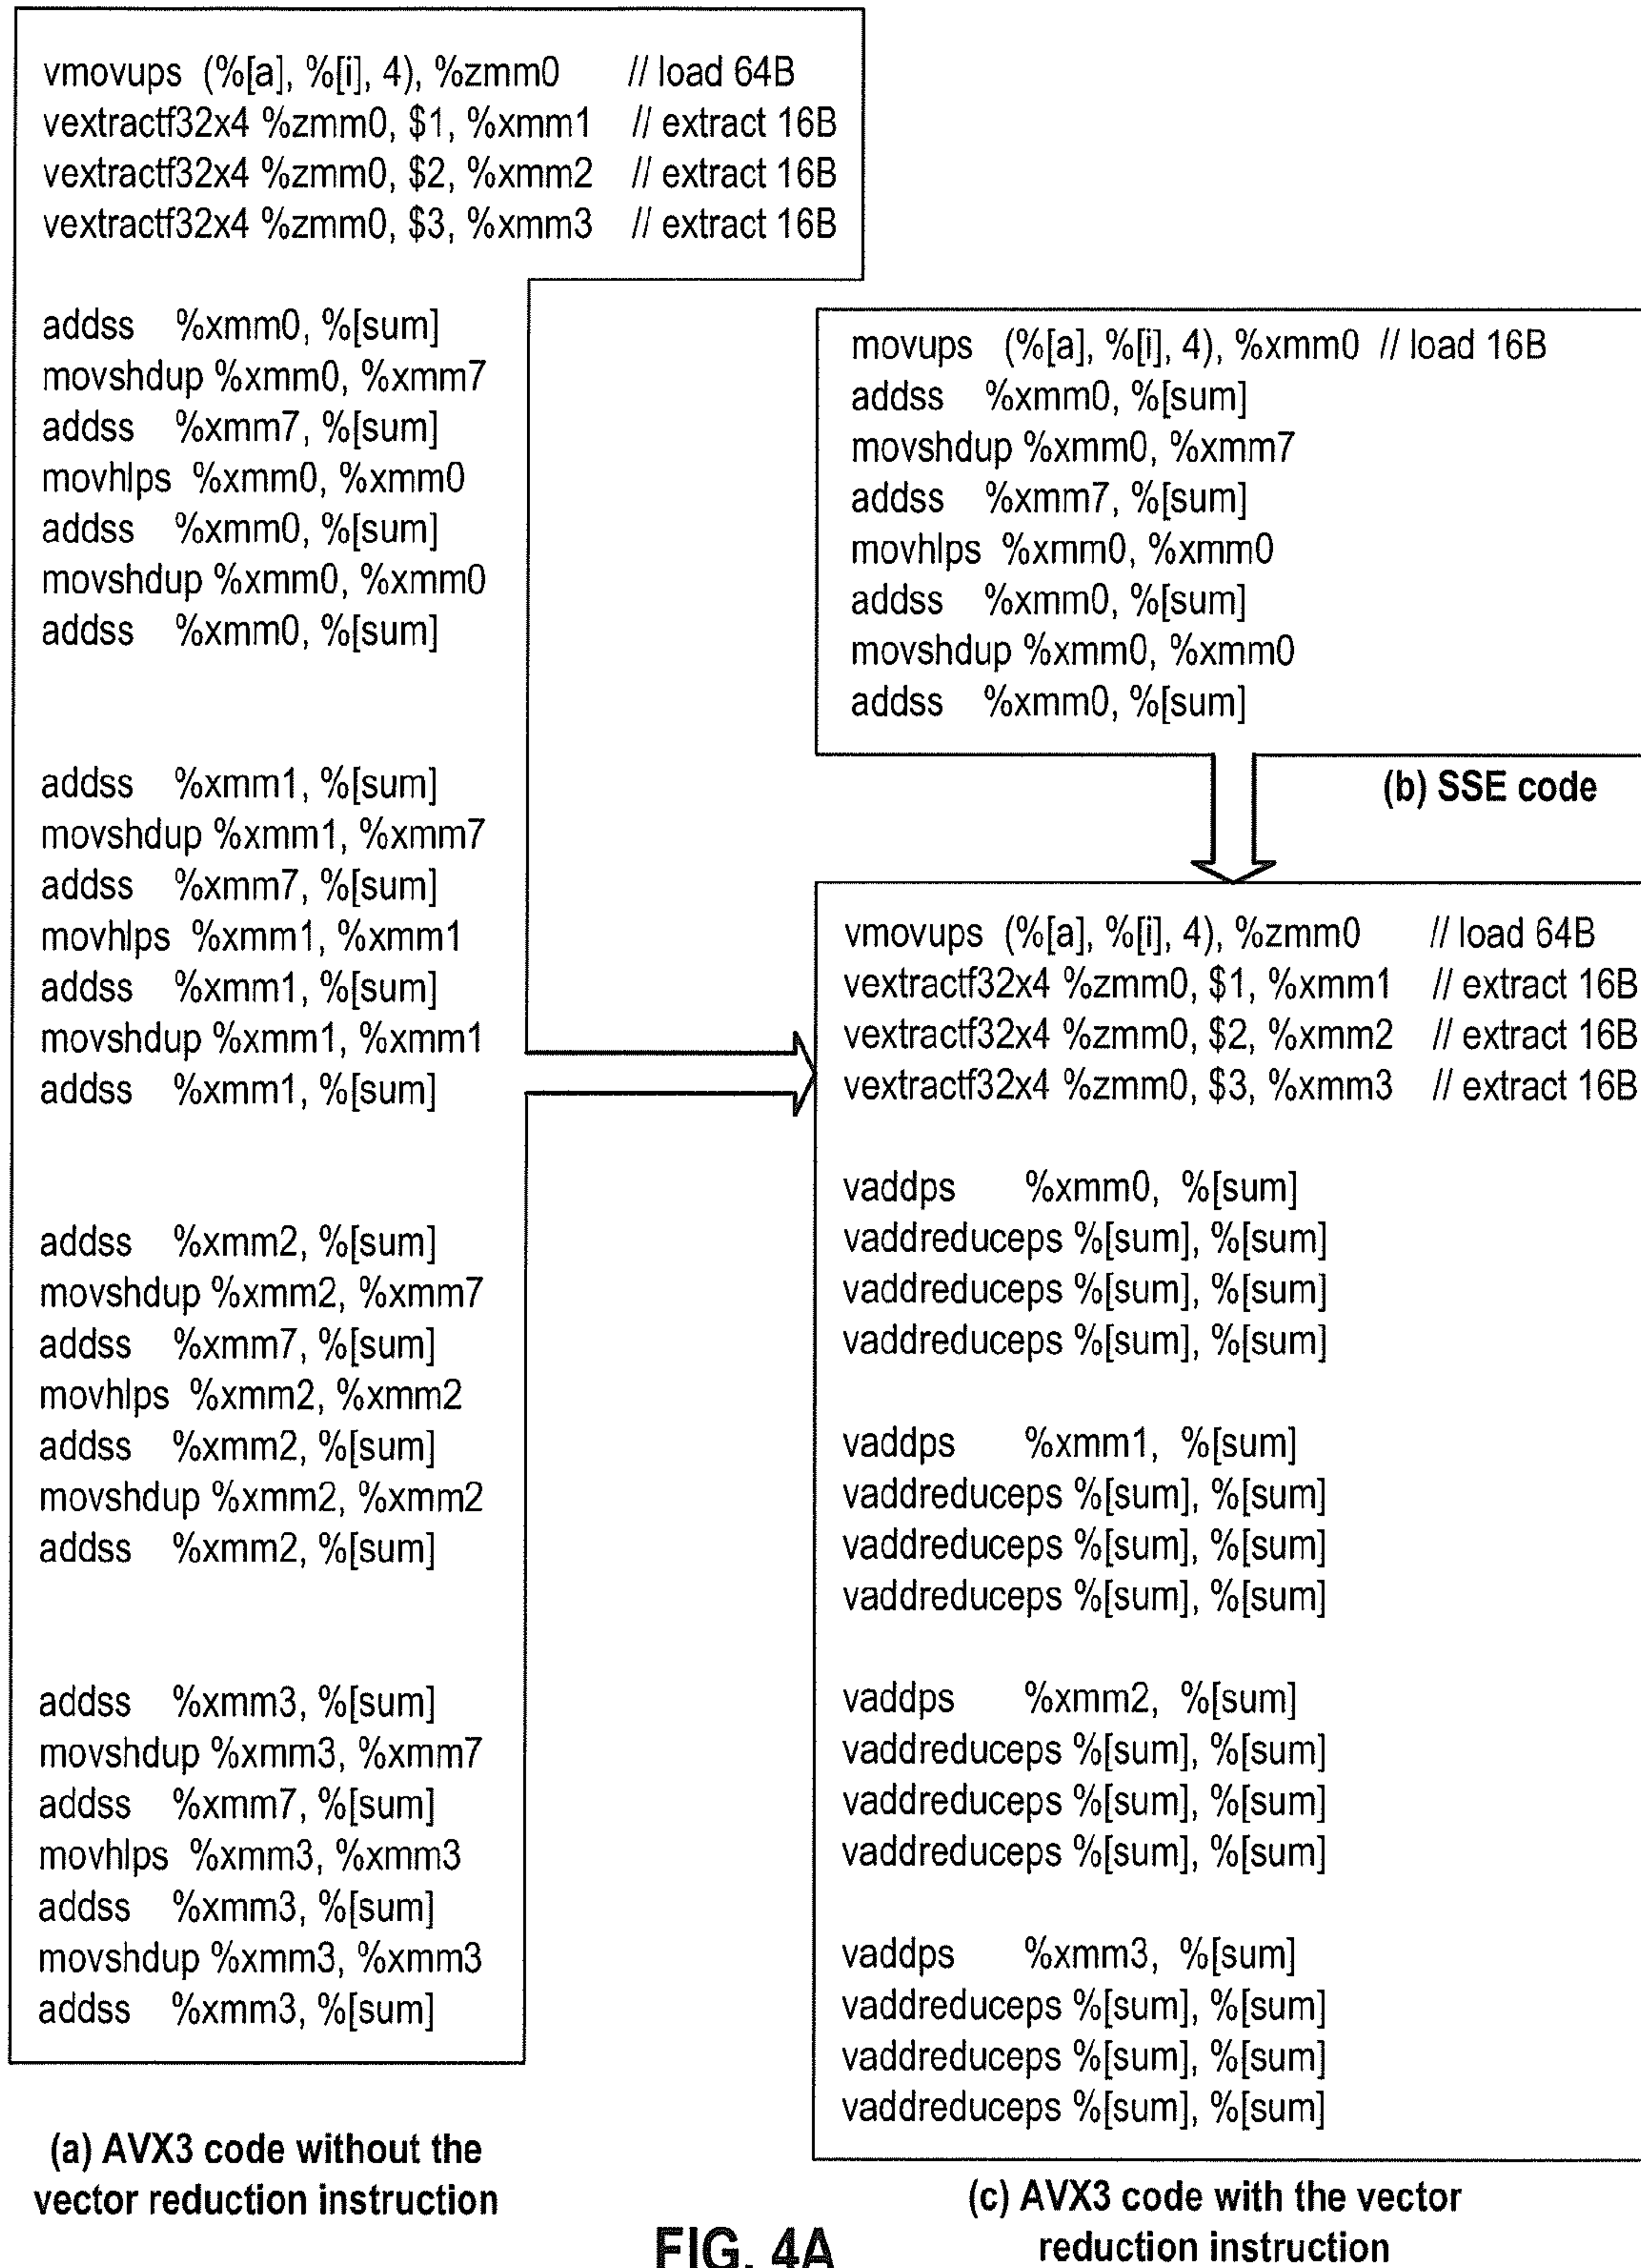 vmovups (%[a], %[i], 4), %zmm0 // load 64B
vextractf32x4 %zmm0, $1, %xmm1 // extract 16B
vextractf32x4 %zmm0, $2, %xmm2 // extract 16B
vextractf32x4 %zmm0, $3, %xmm3 // extract 16B
addss %xmm0, %[sum]
movshdup %xmm0, %xmm7
addss %xmm7, %[sum]
movhlps %xmm0, %xmm0
addss %xmm0, %[sum]
movshdup %xmm0, %xmm0
addss %xmm0, %[sum]
addss %xmm1, %[sum]
movshdup %xmm1, %xmm7
addss %xmm7, %[sum]
movhlps %xmm1, %xmm1
addss %xmm1, %[sum]
movshdup %xmm1, %xmm1
addss %xmm1, %[sum]
addss %xmm2, %[sum]
movshdup %xmm2, %xmm7
addss %xmm7, %[sum]
movhlps %xmm2, %xmm2
addss %xmm2, %[sum]
movshdup %xmm2, %xmm2
addss %xmm2, %[sum]
addss %xmm3, %[sum]
movshdup %xmm3, %xmm7
addss %xmm7, %[sum]
movhlps %xmm3, %xmm3
addss %xmm3, %[sum]
movshdup %xmm3, %xmm3
addss %xmm3, %[sum]
(a) AVX3 code without the
vector reduction instruction
movups (%[a], %[i], 4), %xmm0 // load 16B
addss %xmm0, %[sum]
movshdup %xmm0, %xmm7
addss %xmm7, %[sum]
movhlps %xmm0, %xmm0
addss %xmm0, %[sum]
movshdup %xmm0, %xmm0
addss %xmm0, %[sum]
(b) SSE code
vmovups (%[a], %[i], 4), %zmm0 // load 64B
vextractf32x4 %zmm0, $1, %xmm1 // extract 16B
vextractf32x4 %zmm0, $2, %xmm2 // extract 16B
vextractf32x4 %zmm0, $3, %xmm3 // extract 16B
vaddps %xmm0, %[sum]
vaddreduceps %[sum], %[sum]
vaddreduceps %[sum], %[sum]
vaddreduceps %[sum], %[sum]
vaddps %xmm1, %[sum]
vaddreduceps %[sum], %[sum]
vaddreduceps %[sum], %[sum]
vaddreduceps %[sum], %[sum]
vaddps %xmm2, %[sum]
vaddreduceps %[sum], %[sum]
vaddreduceps %[sum], %[sum]
vaddreduceps %[sum], %[sum]
vaddps %xmm3, %[sum]
vaddreduceps %[sum], %[sum]
vaddreduceps %[sum], %[sum]
vaddreduceps %[sum], %[sum]
(c) AVX3 code with the vector
reduction instruction
FIG. 4A